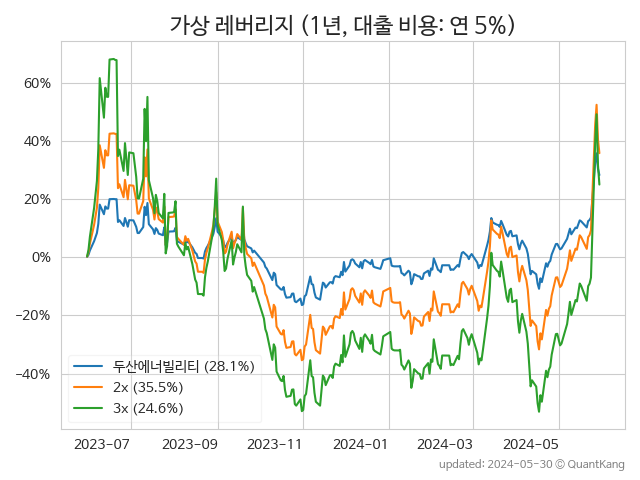 가상 레버리지 (1년, 대출 비용: 연 5%)
60%
40%
20%
0%
−20%
−40%
두산에너빌리티 (28.1%)
2x (35.5%)
3x (24.6%)
2023-07 2023-09 2023-11 2024-01 2024-03 2024-05
updated: 2024-05-30 © QuantKang